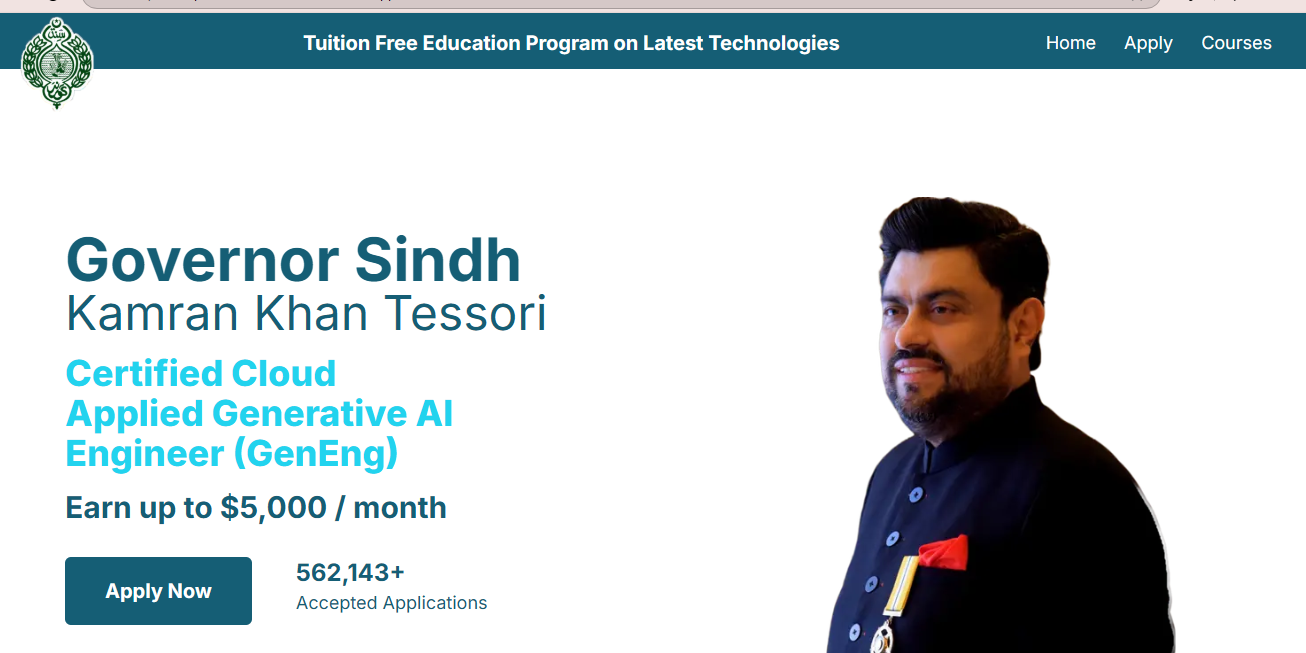 Tuition Free Education Program on Latest Technologies
Home Apply Courses
Governor Sindh
Kamran Khan Tessori
Certified Cloud
Applied Generative AI
Engineer (GenEng)
Earn up to $5,000 / month
Apply Now
562,143+
Accepted Applications